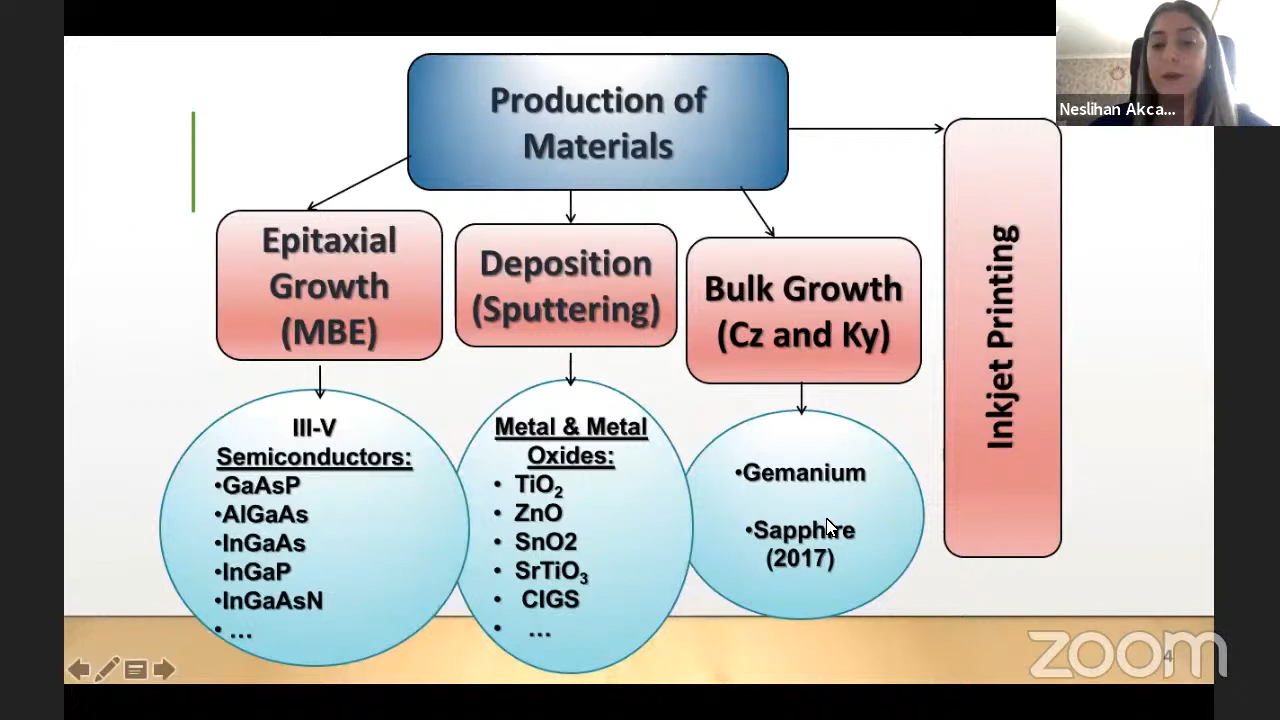 Production of
Materials
Neslihan Akca...
Epitaxial
Growth
(MBE)
Deposition
(Sputtering)
Bulk Growth
(Cz and Ky)
Inkjet Printing
III-V
Semiconductors:
•GaAsP
•AlGaAs
•InGaAs
•InGaP
•InGaAsN
• ...
Metal & Metal
Oxides:
• TiO₂
• ZnO
• SnO2
• SrTiO₃
• CIGS
• ...
•Gemanium
•Sapphire
(2017)
zoom
4